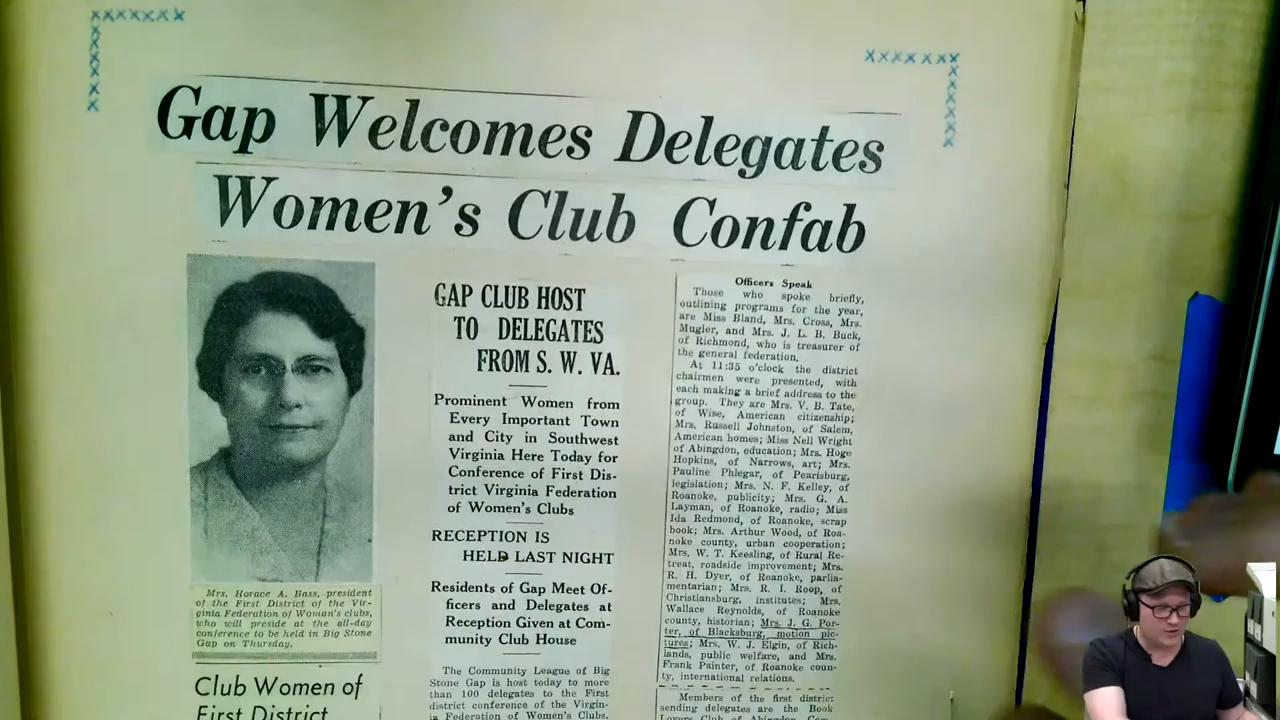 Gap Welcomes Delegates
Women's Club Confab
Mrs. Horace A. Bass, president
of the First District of the Vir-
ginia Federation of Woman's clubs,
who will preside at the all-day
conference to be held in Big Stone
Gap on Thursday.
Club Women of
First District
GAP CLUB HOST
TO DELEGATES
FROM S. W. VA.
Prominent Women from
Every Important Town
and City in Southwest
Virginia Here Today for
Conference of First Dis-
trict Virginia Federation
of Women's Clubs
RECEPTION IS
HELD LAST NIGHT
Residents of Gap Meet Of-
ficers and Delegates at
Reception Given at Com-
munity Club House
The Community League of Big
Stone Gap is host today to more
than 100 delegates to the First
district conference of the Virgin-
ia Federation of Women's Clubs.
Officers Speak
Those who spoke briefly,
outlining programs for the year,
are Miss Bland, Mrs. Cross, Mrs.
Mugler, and Mrs. J. L. B. Buck,
of Richmond, who is treasurer of
the general federation.
At 11:35 o'clock the district
chairmen were presented, with
each making a brief address to the
group. They are Mrs. V. B. Tate,
of Wise, American citizenship;
Mrs. Russell Johnston, of Salem,
American homes; Miss Nell Wright
of Abingdon, education; Mrs. Hoge
Hopkins, of Narrows, art; Mrs.
Pauline Phlegar, of Pearisburg,
legislation; Mrs. N. F. Kelley, of
Roanoke, publicity; Mrs. G. A.
Layman, of Roanoke, radio; Miss
Ida Redmond, of Roanoke, scrap
book; Mrs. Arthur Wood, of Roa-
noke county, urban cooperation;
Mrs. W. T. Keesling, of Rural Re-
treat, roadside improvement; Mrs.
R. H. Dyer, of Roanoke, parlia-
mentarian; Mrs. R. I. Roop, of
Christiansburg, institutes; Mrs.
Wallace Reynolds, of Roanoke
county, historian; Mrs. J. G. Por-
ter, of Blacksburg, motion pic-
tures; Mrs. W. J. Elgin, of Rich-
lands, public welfare, and Mrs.
Frank Painter, of Roanoke coun-
ty, international relations.
Members of the first district
sending delegates are the Book
Lovers Club of Abingdon, Com-